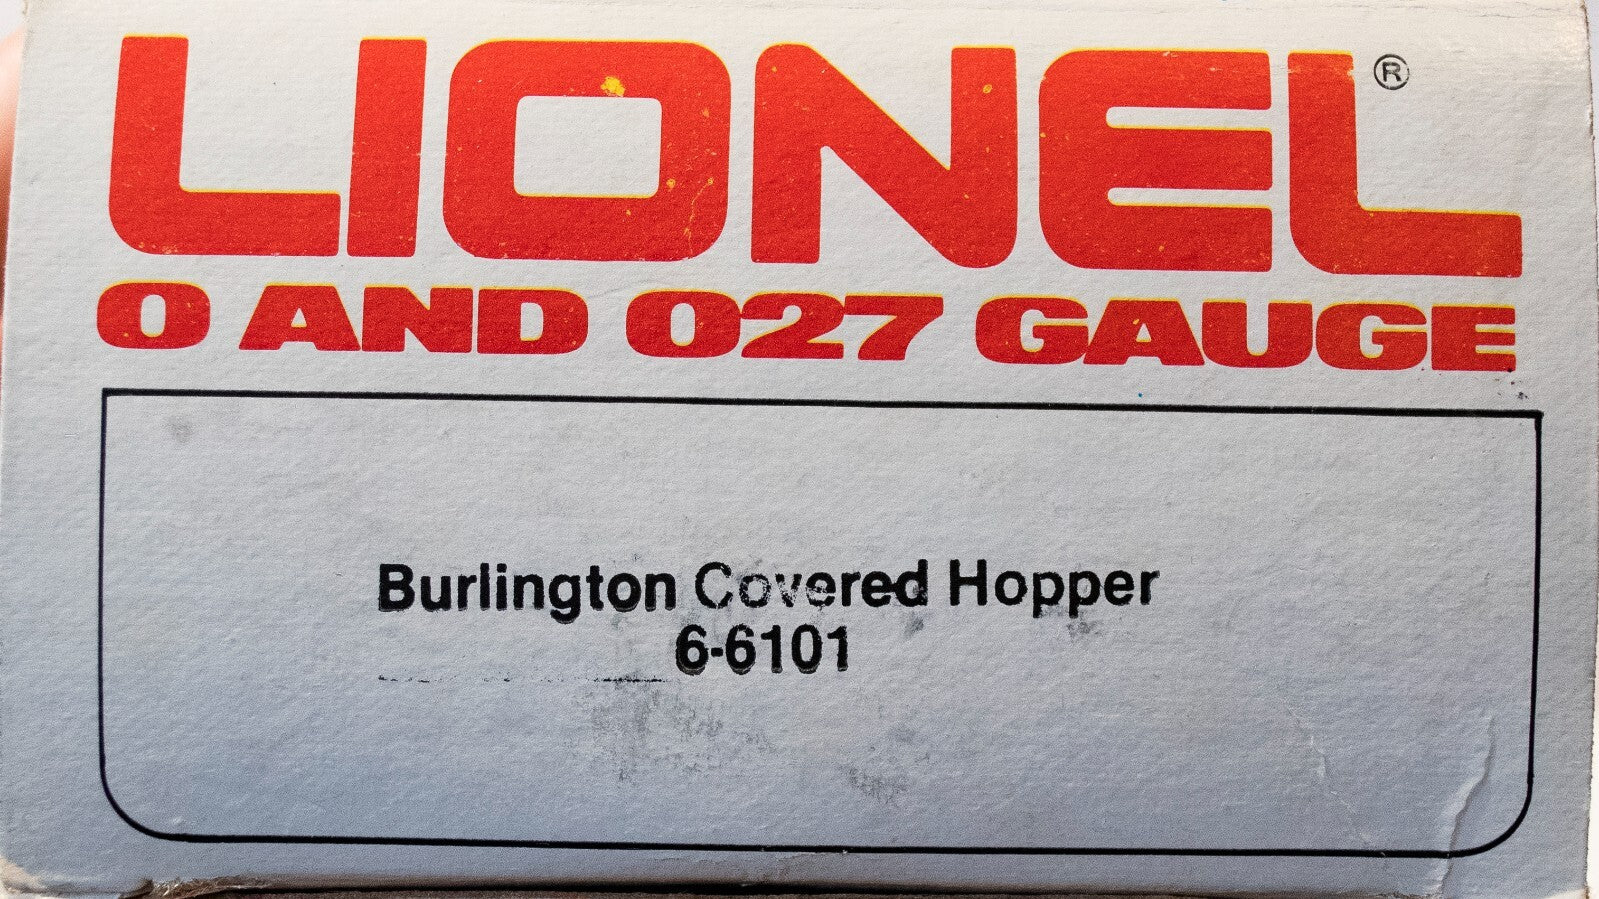 LIONEL®
O AND O27 GAUGE
Burlington Covered Hopper
6-6101